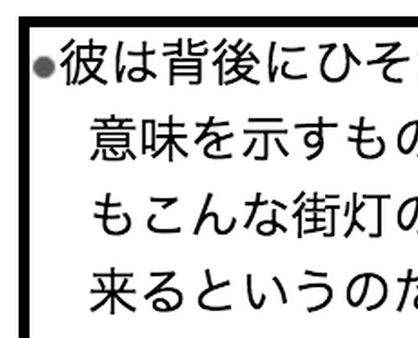 ●彼は背後にひそ
意味を示すもの
もこんな街灯の
来るというのだ